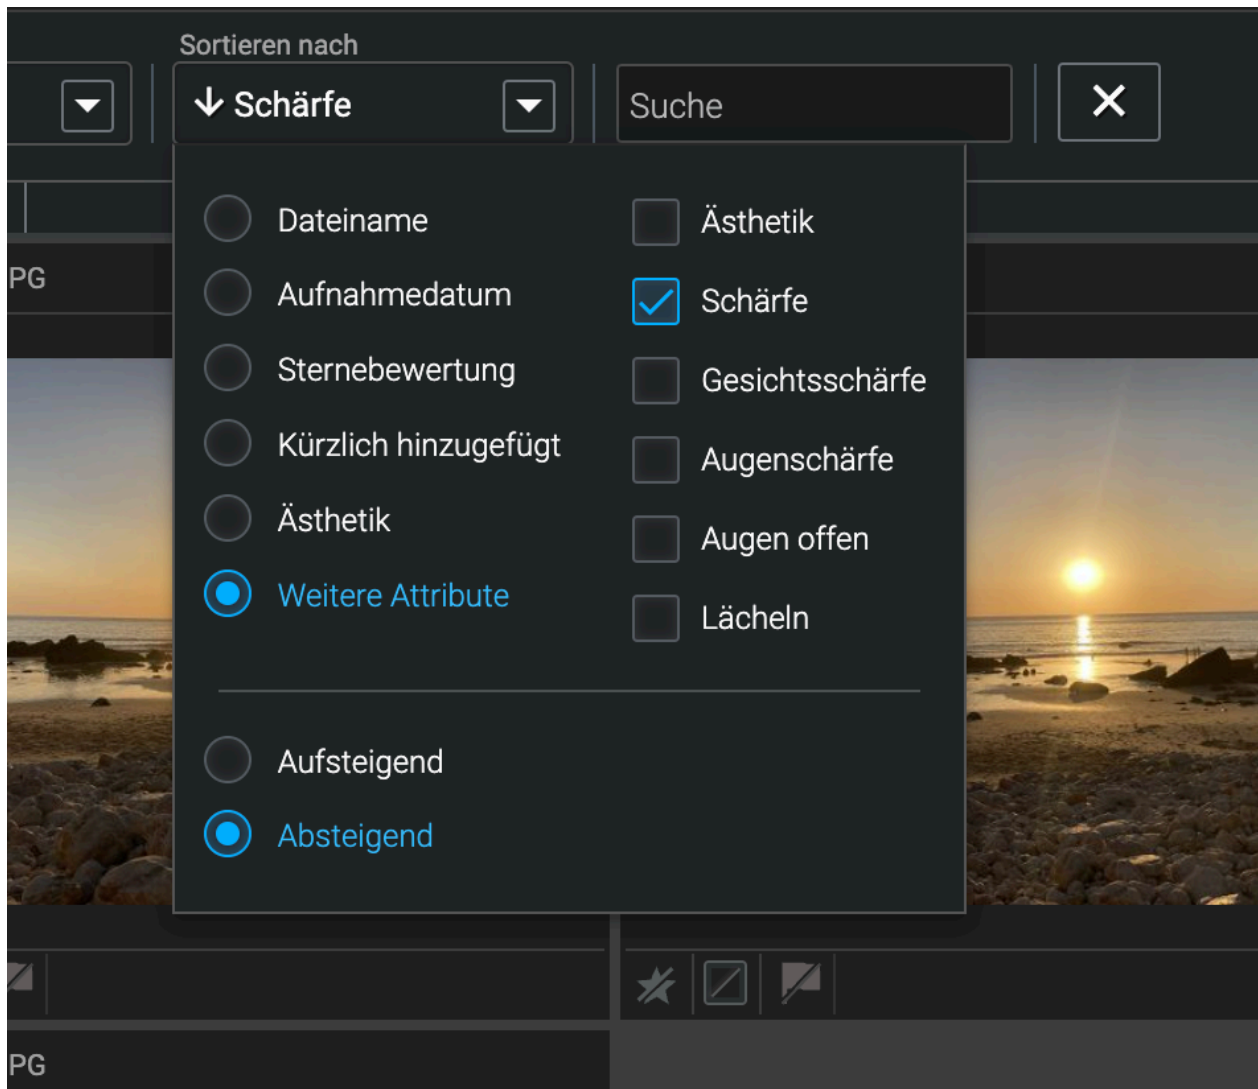 Sortieren nach
Schärfe
Suche
Dateiname
Aufnahmedatum
Sternebewertung
Kürzlich hinzugefügt
Ästhetik
Weitere Attribute
Ästhetik
Schärfe
Gesichtsschärfe
Augenschärfe
Augen offen
Lächeln
Aufsteigend
Absteigend
PG
PG